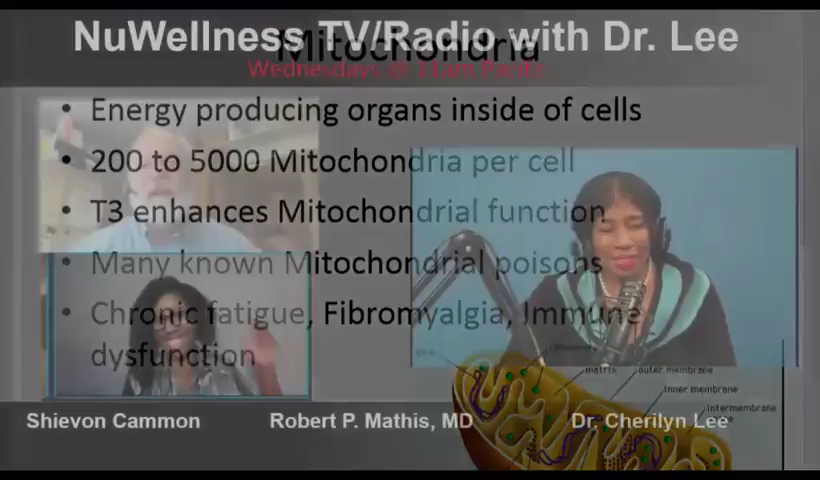 NuWellness TV/Radio with Dr. Lee
Mitochondria
Wednesdays @ 11am Pacific
• Energy producing organs inside of cells
• 200 to 5000 Mitochondria per cell
• T3 enhances Mitochondrial function
• Many known Mitochondrial poisons
• Chronic fatigue, Fibromyalgia, Immune
dysfunction
matrix
outer membrane
inner membrane
intermembrane
Shievon Cammon
Robert P. Mathis, MD
Dr. Cherilyn Lee